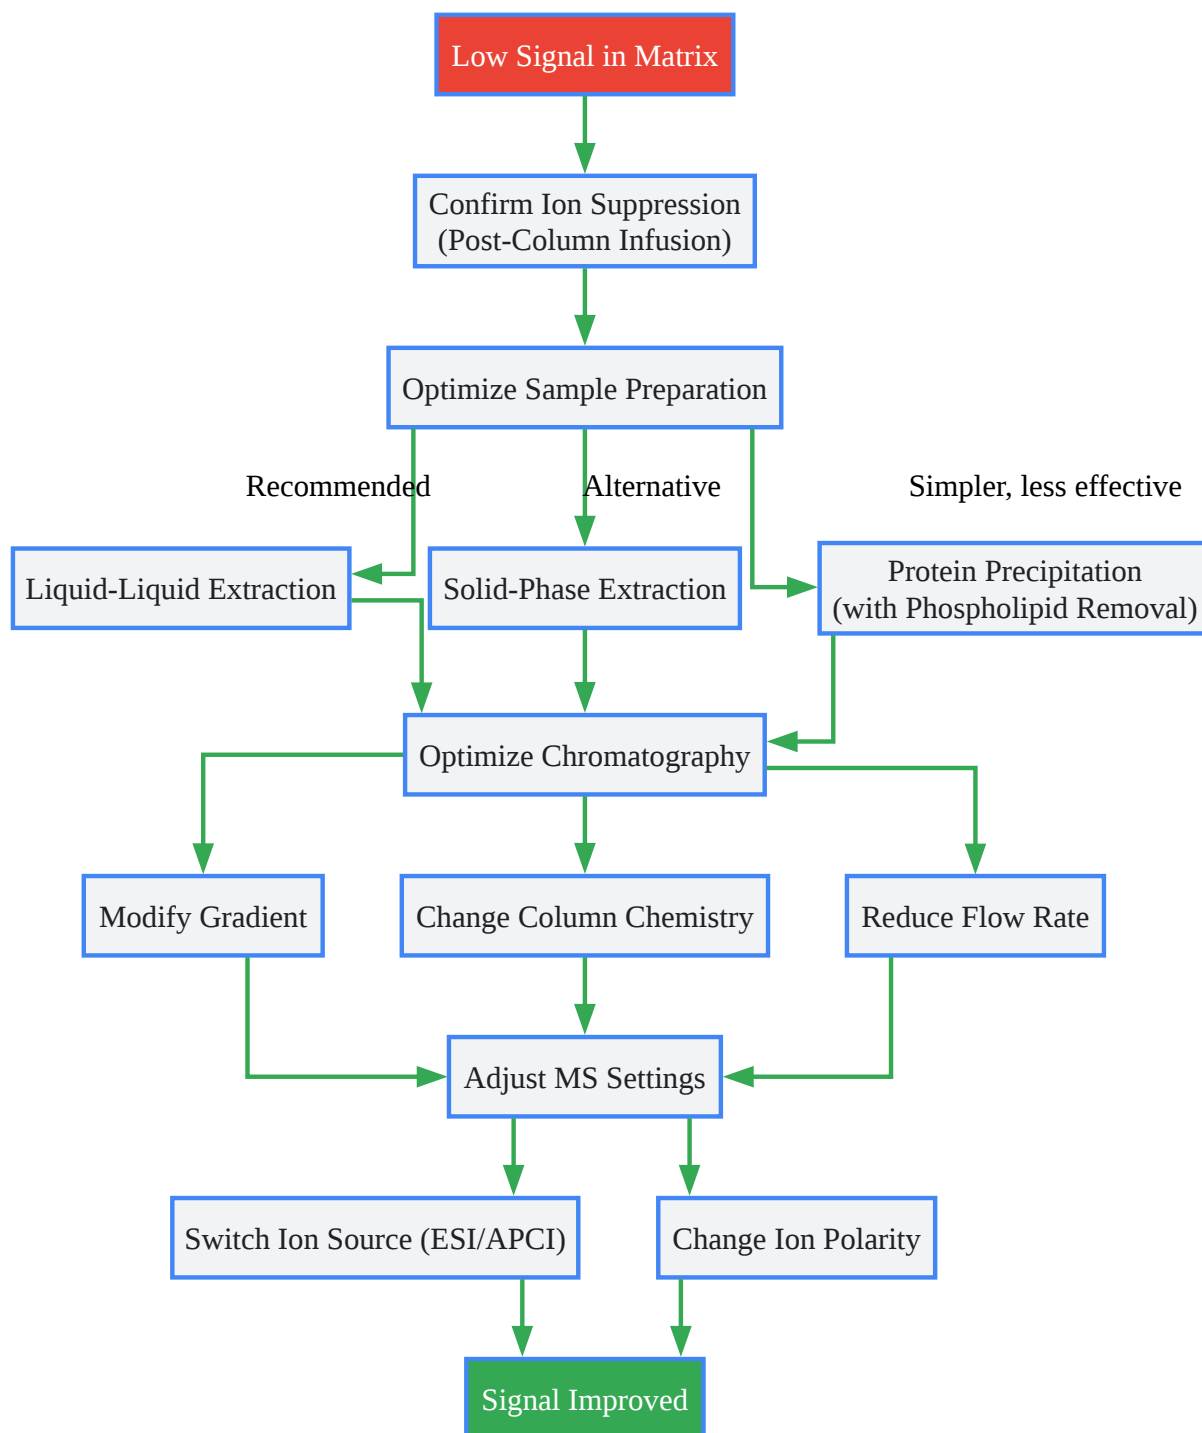 Low Signal in Matrix
Confirm Ion Suppression
(Post-Column Infusion)
Optimize Sample Preparation
Recommended
Alternative
Simpler, less effective
Liquid-Liquid Extraction
Solid-Phase Extraction
Protein Precipitation
(with Phospholipid Removal)
Optimize Chromatography
Modify Gradient
Change Column Chemistry
Reduce Flow Rate
Adjust MS Settings
Switch Ion Source (ESI/APCI)
Change Ion Polarity
Signal Improved